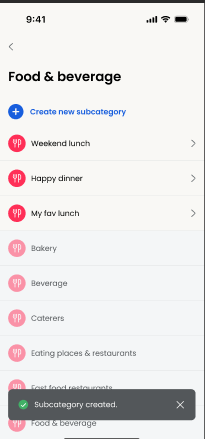 9:41
Food & beverage
Create new subcategory
Weekend lunch
Happy dinner
My fav lunch
Bakery
Beverage
Caterers
Eating places & restaurants
Fast food restaurants
Subcategory created.
Food & beverage